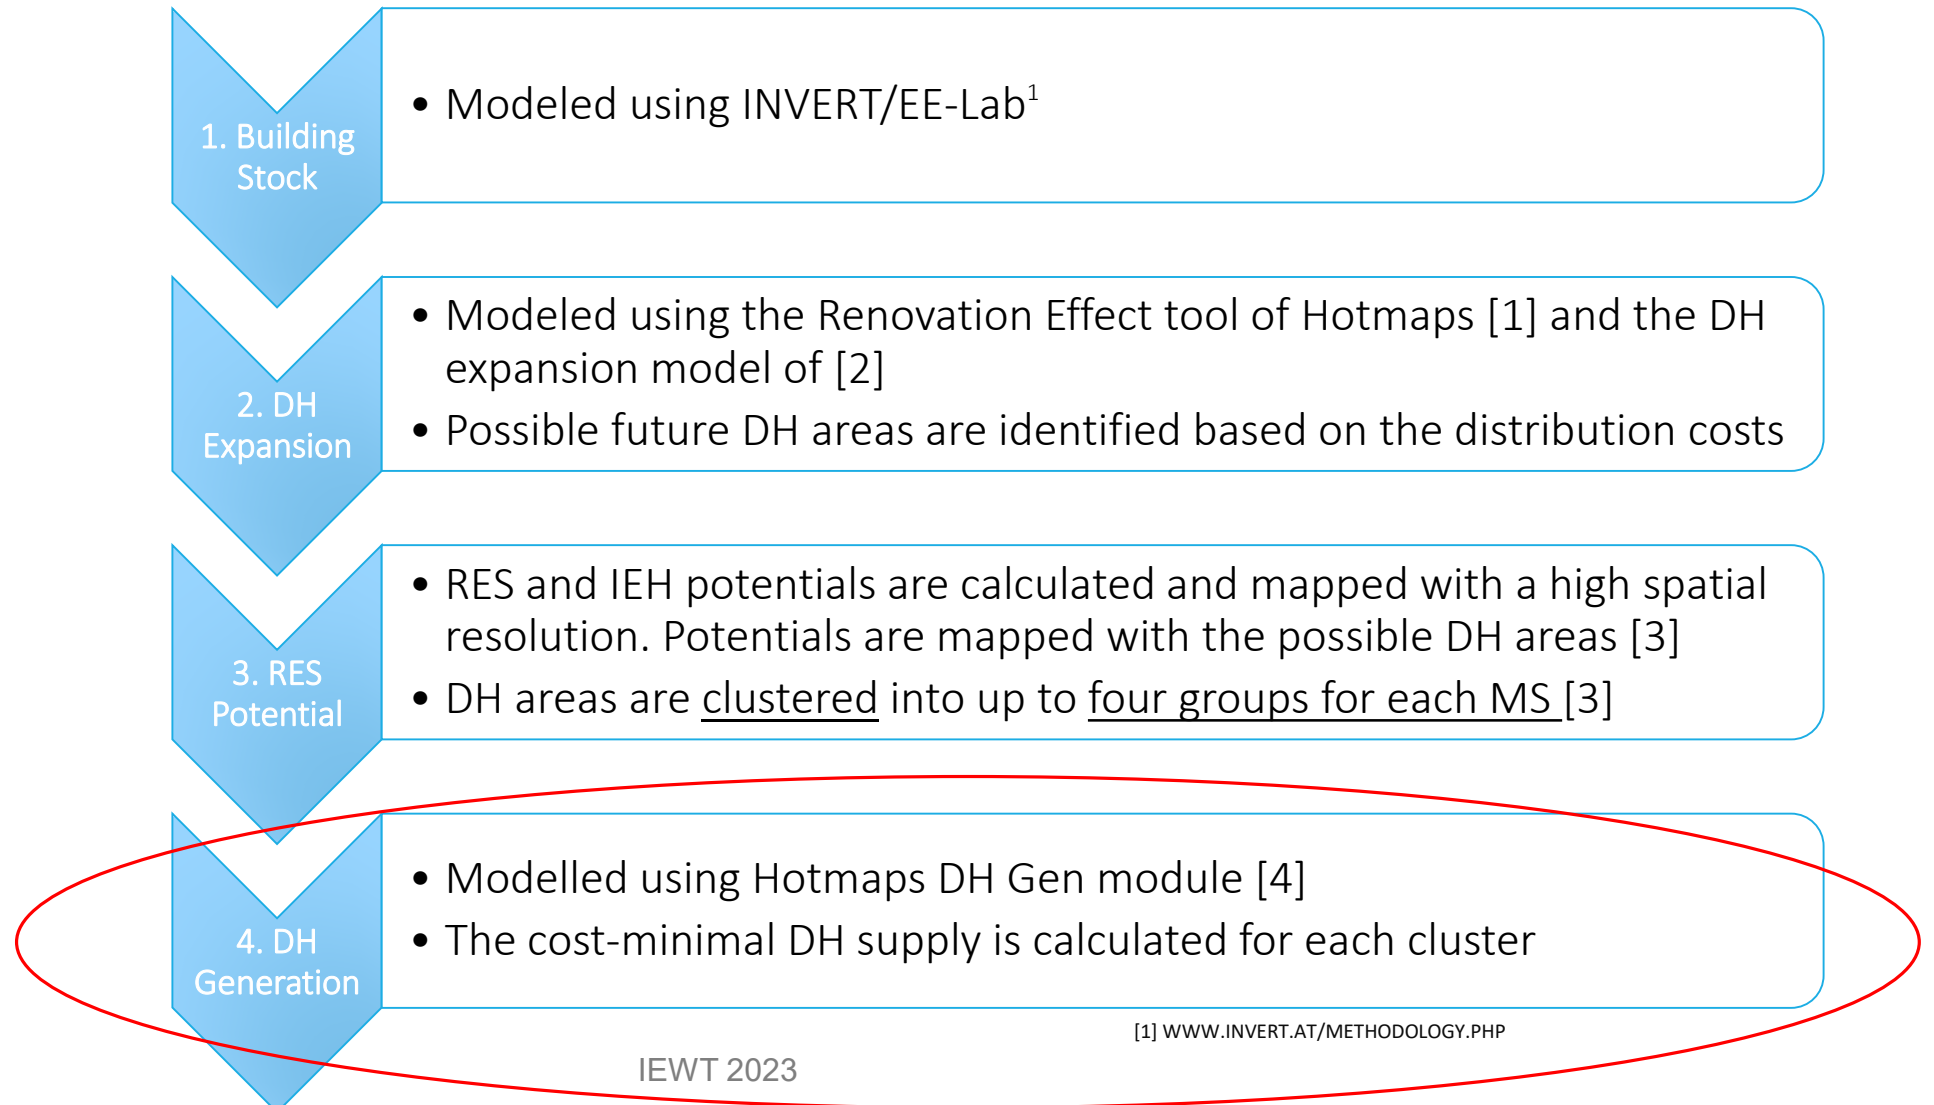 1. Building
Stock
• Modeled using INVERT/EE-Lab¹
2. DH
Expansion
• Modeled using the Renovation Effect tool of Hotmaps [1] and the DH
expansion model of [2]
• Possible future DH areas are identified based on the distribution costs
3. RES
Potential
• RES and IEH potentials are calculated and mapped with a high spatial
resolution. Potentials are mapped with the possible DH areas [3]
• DH areas are clustered into up to four groups for each MS [3]
4. DH
Generation
• Modelled using Hotmaps DH Gen module [4]
• The cost-minimal DH supply is calculated for each cluster
[1] WWW.INVERT.AT/METHODOLOGY.PHP
IEWT 2023